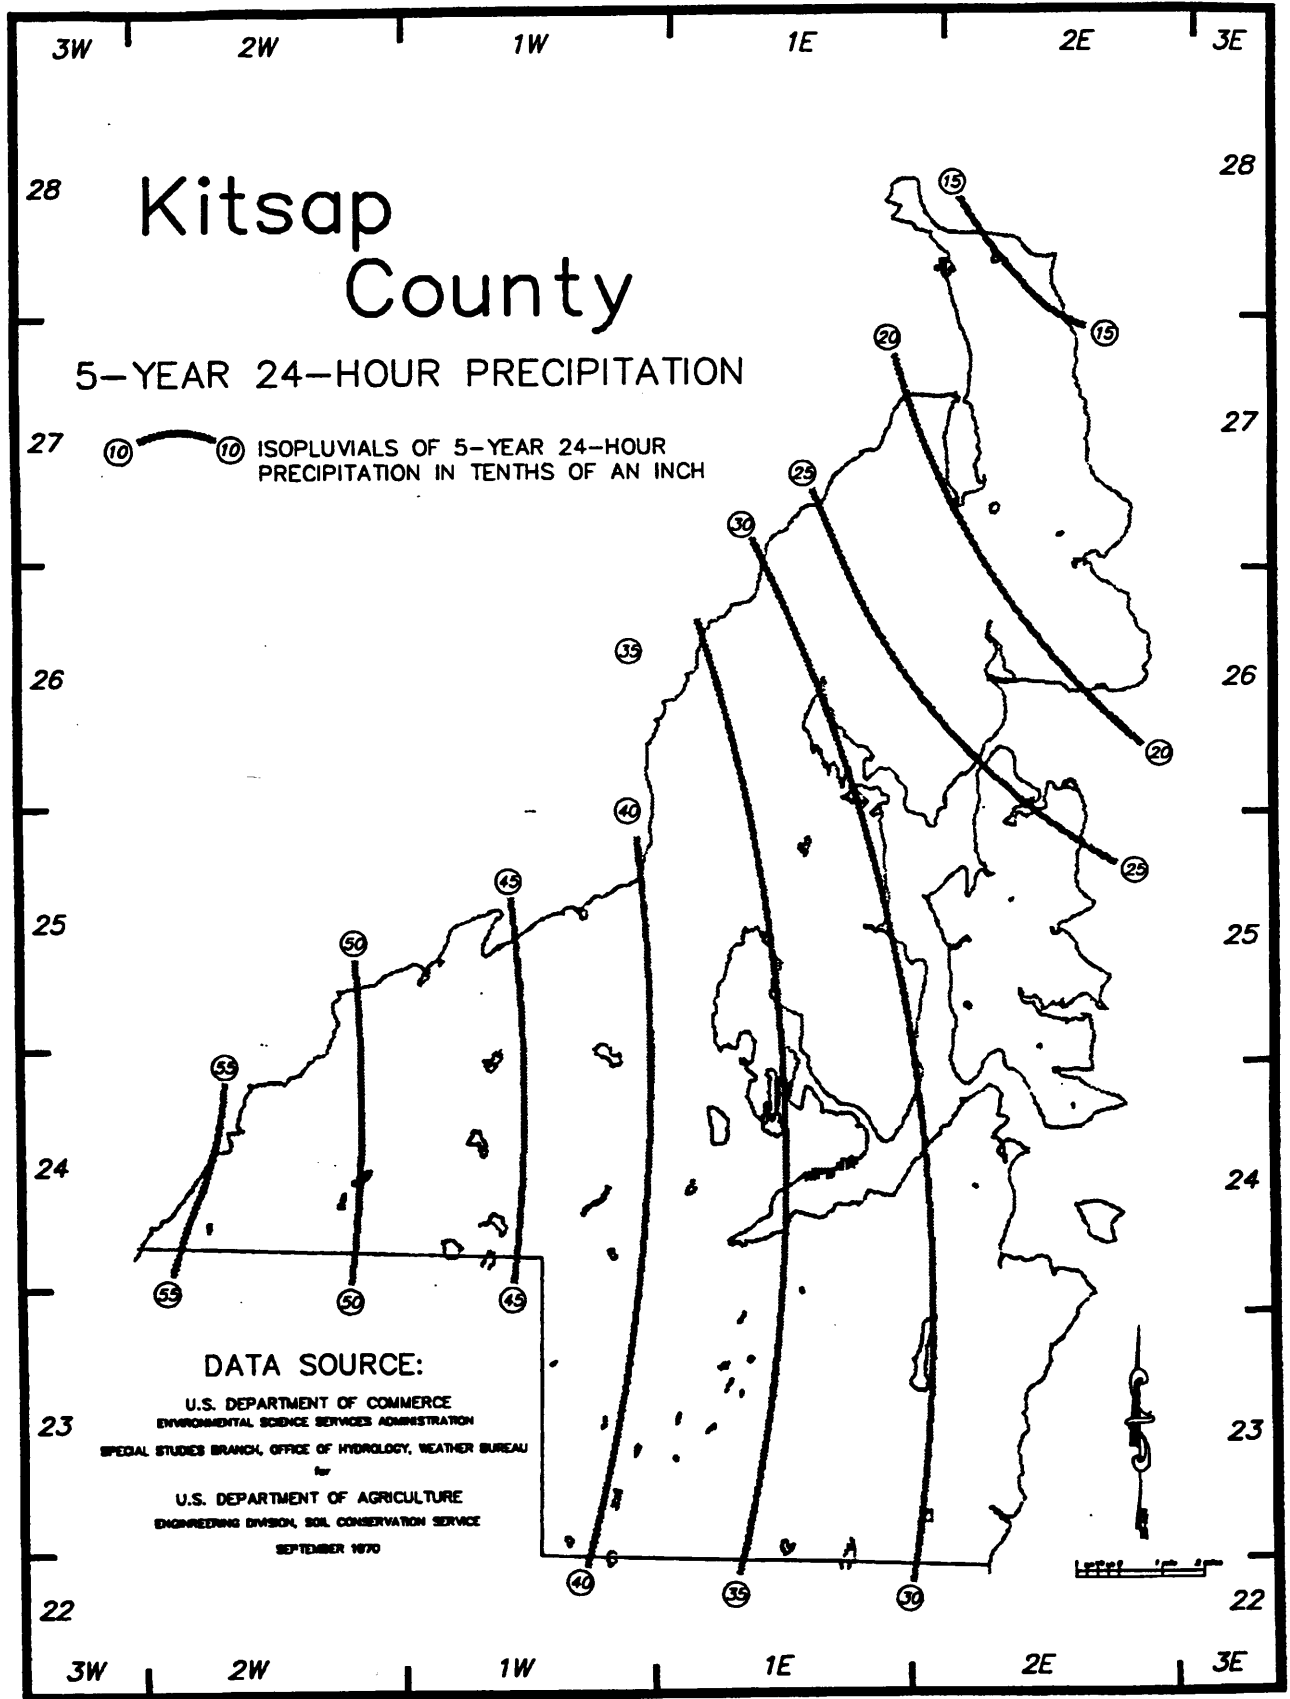 3W 2W 1W 1E 2E 3E
28 28
Kitsap
County
5-YEAR 24-HOUR PRECIPITATION
27 27
10 10 ISOPLUVIALS OF 5-YEAR 24-HOUR
PRECIPITATION IN TENTHS OF AN INCH
15
15
20
25
30
35
26 26
20
40
25
45
25 25
50
55
24 24
55 50 45
DATA SOURCE:
U.S. DEPARTMENT OF COMMERCE
ENVIRONMENTAL SCIENCE SERVICES ADMINISTRATION
SPECIAL STUDIES BRANCH, OFFICE OF HYDROLOGY, WEATHER BUREAU
for
U.S. DEPARTMENT OF AGRICULTURE
ENGINEERING DIVISION, SOIL CONSERVATION SERVICE
SEPTEMBER 1970
23 23
40 35 30
22 22
3W 2W 1W 1E 2E 3E